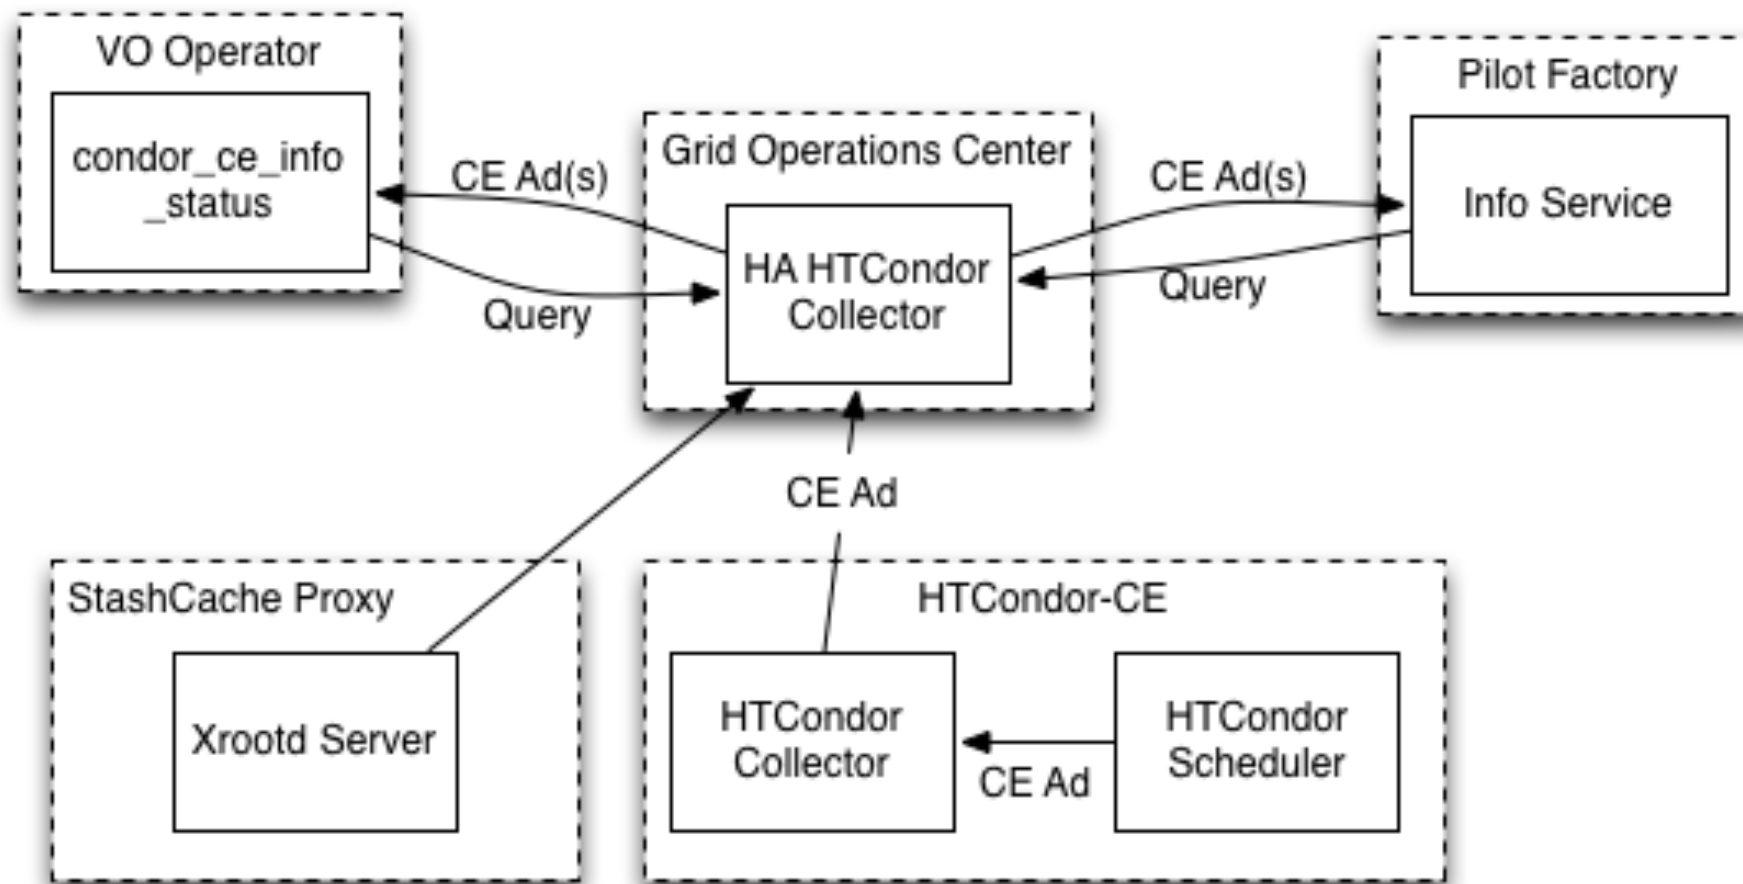 VO Operator
condor_ce_info
_status
CE Ad(s)
Query
Grid Operations Center
HA HTCondor
Collector
CE Ad(s)
Query
Pilot Factory
Info Service
CE Ad
StashCache Proxy
Xrootd Server
HTCondor-CE
HTCondor
Collector
CE Ad
HTCondor
Scheduler